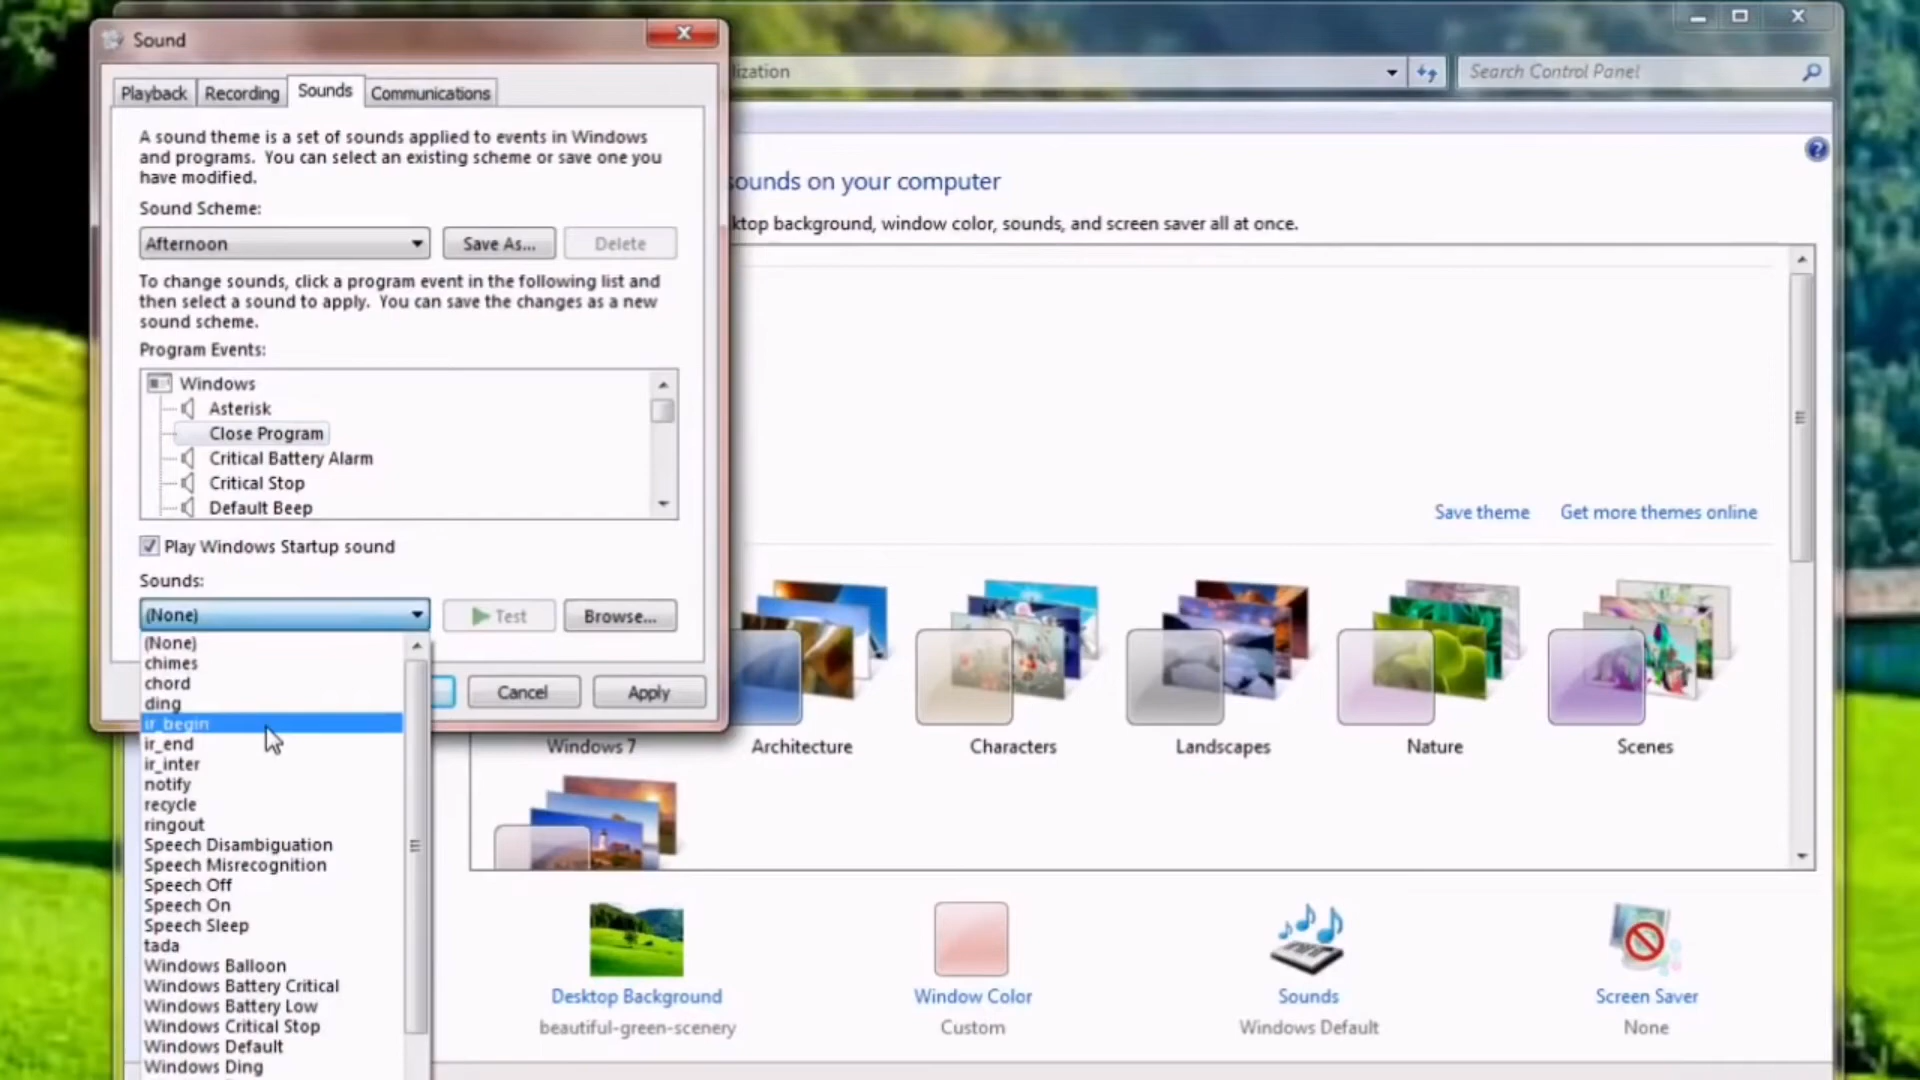 Sound
Playback
Recording
Sounds
Communications
A sound theme is a set of sounds applied to events in Windows
and programs. You can select an existing scheme or save one you
have modified.
Sound Scheme:
Afternoon
Save As...
Delete
To change sounds, click a program event in the following list and
then select a sound to apply. You can save the changes as a new
sound scheme.
Program Events:
Windows
Asterisk
Close Program
Critical Battery Alarm
Critical Stop
Default Beep
Play Windows Startup sound
Sounds:
(None)
Test
Browse...
(None)
chimes
chord
ding
ir_begin
ir_end
ir_inter
notify
recycle
ringout
Speech Disambiguation
Speech Misrecognition
Speech Off
Speech On
Speech Sleep
tada
Windows Balloon
Windows Battery Critical
Windows Battery Low
Windows Critical Stop
Windows Default
Windows Ding
Cancel
Apply
lization
Search Control Panel
sounds on your computer
ktop background, window color, sounds, and screen saver all at once.
Save theme
Get more themes online
Windows 7
Architecture
Characters
Landscapes
Nature
Scenes
Desktop Background
beautiful-green-scenery
Window Color
Custom
Sounds
Windows Default
Screen Saver
None